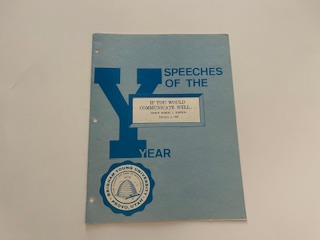 SPEECHES
OF THE
Y
IF YOU WOULD
COMMUNICATE WELL..
YEAR
BRIGHAM YOUNG UNIVERSITY
PROVO, UTAH